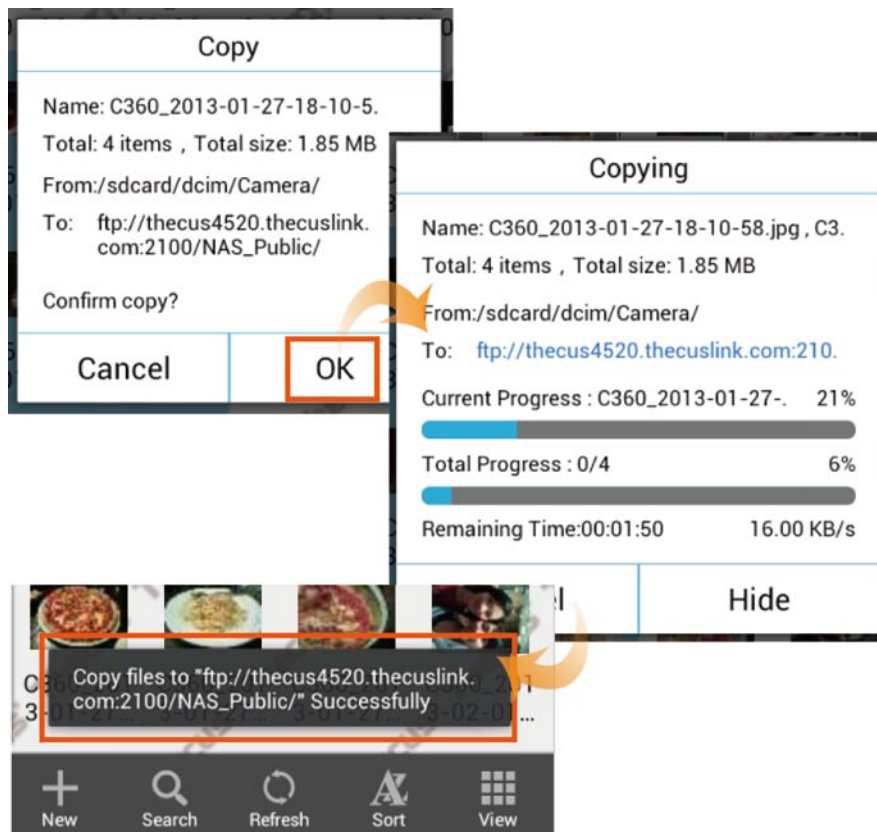 Copy
Name: C360_2013-01-27-18-10-5.
Total: 4 items , Total size: 1.85 MB
From:/sdcard/dcim/Camera/
To: ftp://thecus4520.thecuslink.
com:2100/NAS_Public/
Confirm copy?
Cancel OK
Copying
Name: C360_2013-01-27-18-10-58.jpg , C3.
Total: 4 items , Total size: 1.85 MB
From:/sdcard/dcim/Camera/
To: ftp://thecus4520.thecuslink.com:210.
Current Progress : C360_2013-01-27-. 21%
Total Progress : 0/4 6%
Remaining Time:00:01:50 16.00 KB/s
Hide
Copy files to "ftp://thecus4520.thecuslink.
com:2100/NAS_Public/" Successfully
New Search Refresh Sort View